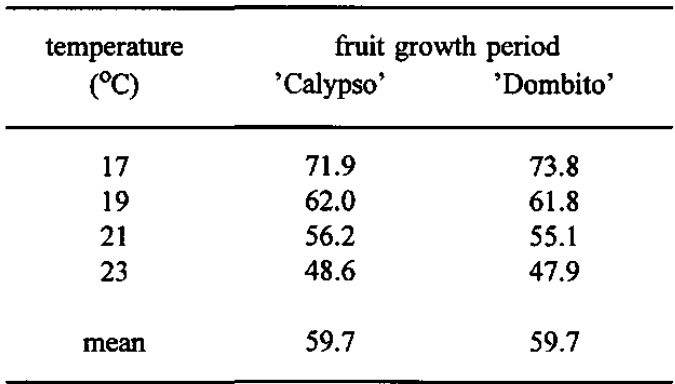 temperature fruit growth period
(°C) 'Calypso' 'Dombito'
17 71.9 73.8
19 62.0 61.8
21 56.2 55.1
23 48.6 47.9
mean 59.7 59.7